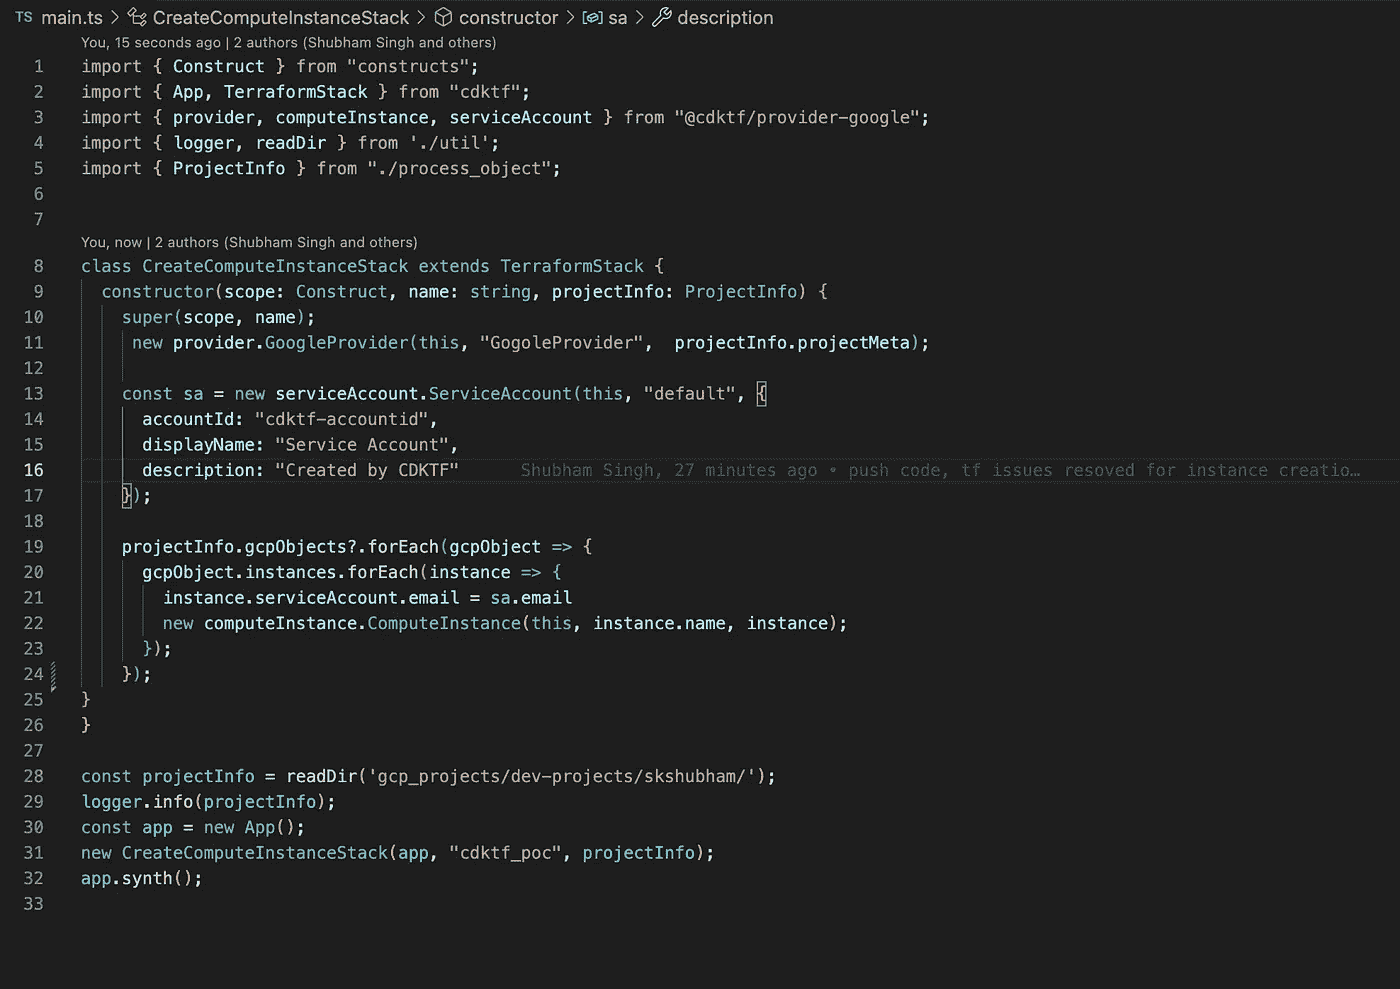 TS main.ts > CreateComputeInstanceStack > constructor > sa > description
You, 15 seconds ago | 2 authors (Shubham Singh and others)
1 import { Construct } from "constructs";
2 import { App, TerraformStack } from "cdktf";
3 import { provider, computeInstance, serviceAccount } from "@cdktf/provider-google";
4 import { logger, readDir } from './util';
5 import { ProjectInfo } from "./process_object";
6
7
You, now | 2 authors (Shubham Singh and others)
8 class CreateComputeInstanceStack extends TerraformStack {
9   constructor(scope: Construct, name: string, projectInfo: ProjectInfo) {
10     super(scope, name);
11      new provider.GoogleProvider(this, "GogoleProvider",  projectInfo.projectMeta);
12
13     const sa = new serviceAccount.ServiceAccount(this, "default", {
14       accountId: "cdktf-accountid",
15       displayName: "Service Account",
16       description: "Created by CDKTF"      Shubham Singh, 27 minutes ago • push code, tf issues resoved for instance creatio…
17     });
18
19     projectInfo.gcpObjects?.forEach(gcpObject => {
20       gcpObject.instances.forEach(instance => {
21         instance.serviceAccount.email = sa.email
22         new computeInstance.ComputeInstance(this, instance.name, instance);
23       });
24     });
25 }
26 }
27
28 const projectInfo = readDir('gcp_projects/dev-projects/skshubham/');
29 logger.info(projectInfo);
30 const app = new App();
31 new CreateComputeInstanceStack(app, "cdktf_poc", projectInfo);
32 app.synth();
33